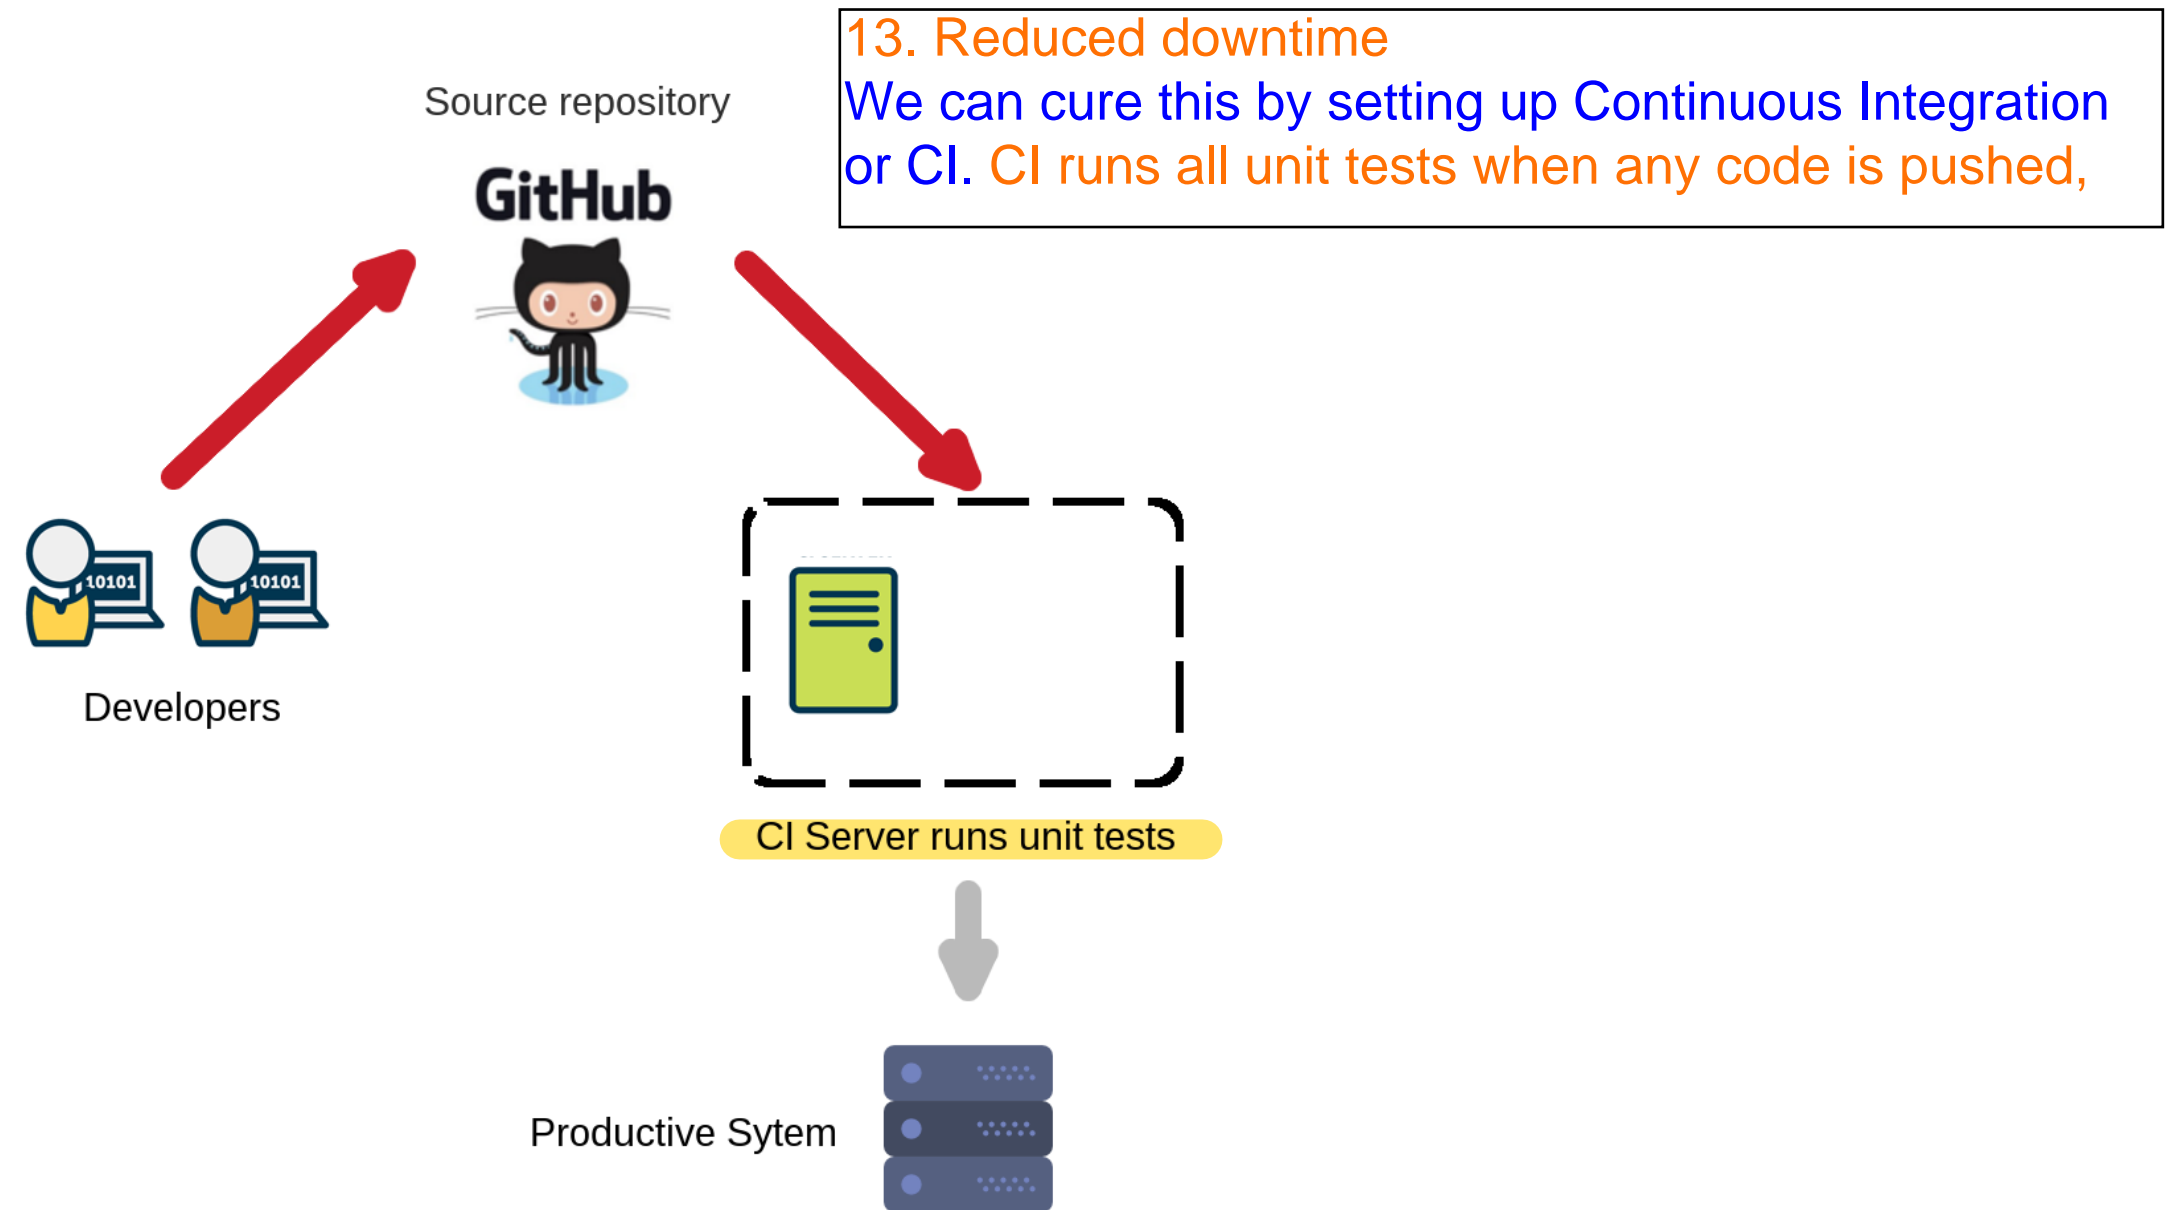 13. Reduced downtime
We can cure this by setting up Continuous Integration
or CI. CI runs all unit tests when any code is pushed,
Source repository
GitHub
10101
10101
Developers
CI Server runs unit tests
Productive Sytem